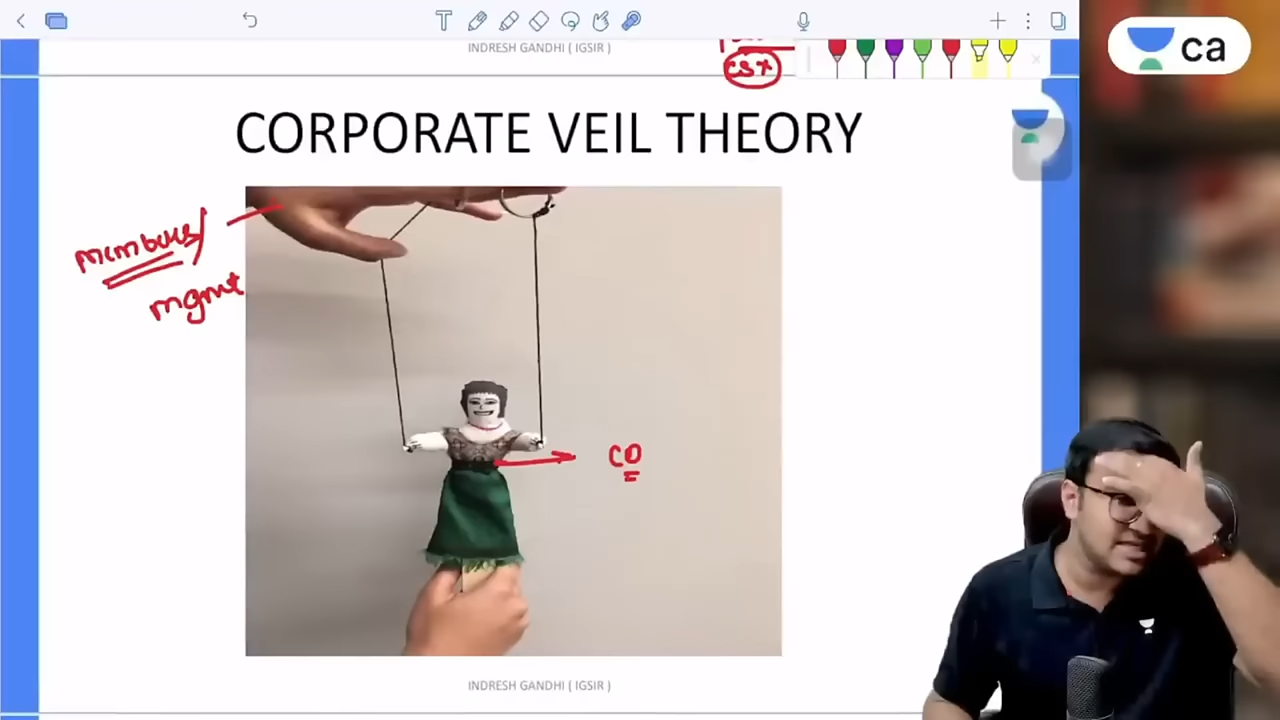 T
INDRESH GANDHI ( IGSIR )
ca
CORPORATE VEIL THEORY
members/
mgmt
CO
INDRESH GANDHI ( IGSIR )